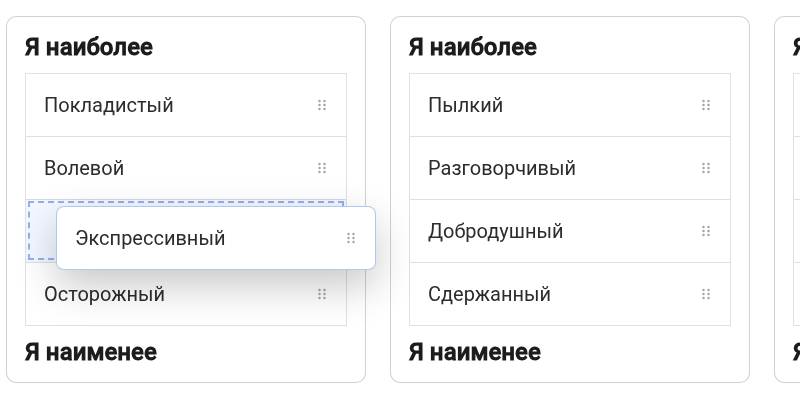 Я наиболее
Покладистый
Волевой
Экспрессивный
Осторожный
Я наименее
Я наиболее
Пылкий
Разговорчивый
Добродушный
Сдержанный
Я наименее